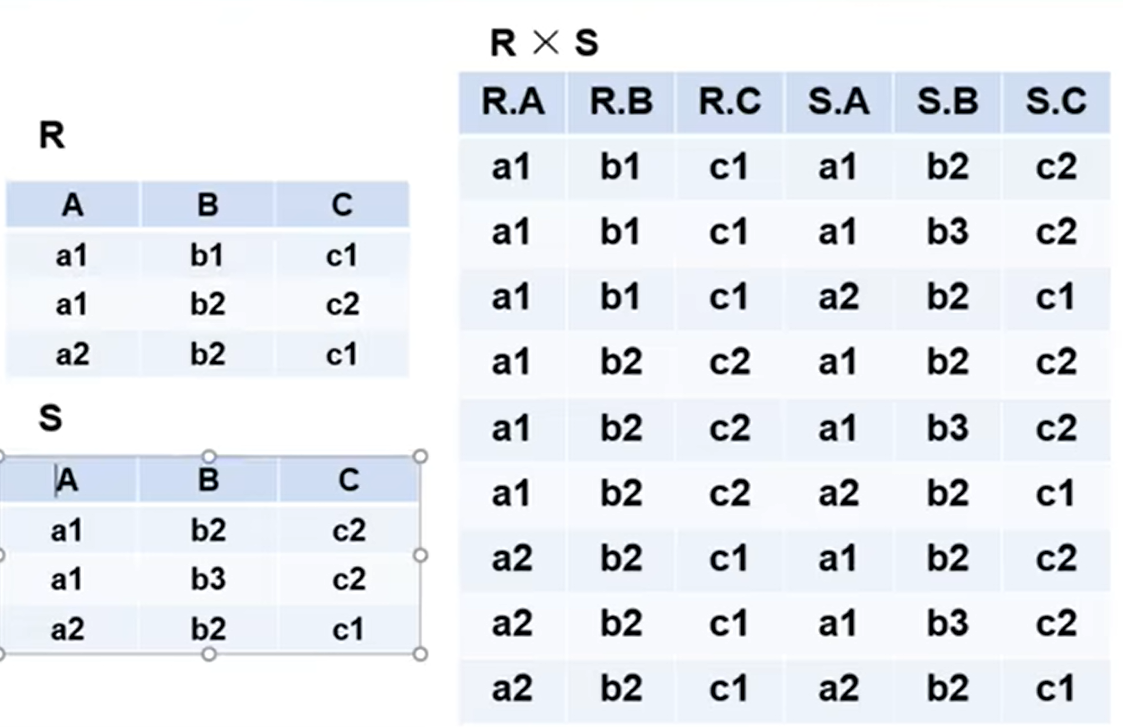 R
A B C
a1 b1 c1
a1 b2 c2
a2 b2 c1
S
A B C
a1 b2 c2
a1 b3 c2
a2 b2 c1
R × S
R.A R.B R.C S.A S.B S.C
a1 b1 c1 a1 b2 c2
a1 b1 c1 a1 b3 c2
a1 b1 c1 a2 b2 c1
a1 b2 c2 a1 b2 c2
a1 b2 c2 a1 b3 c2
a1 b2 c2 a2 b2 c1
a2 b2 c1 a1 b2 c2
a2 b2 c1 a1 b3 c2
a2 b2 c1 a2 b2 c1